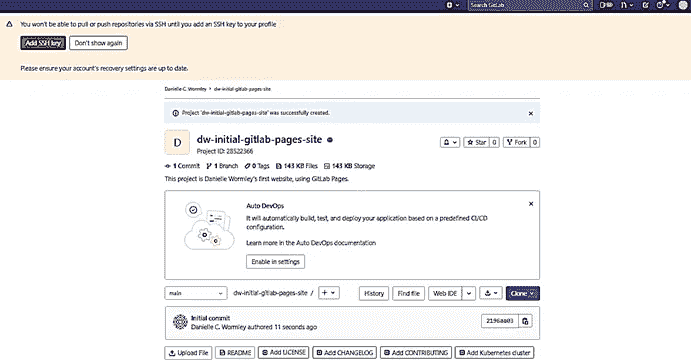 Search GitLab
You won't be able to pull or push repositories via SSH until you add an SSH key to your profile
Add SSH key
Don't show again
Please ensure your account's recovery settings are up to date.
Danielle C. Wormley > dw-initial-gitlab-pages-site
Project 'dw-initial-gitlab-pages-site' was successfully created.
D
dw-initial-gitlab-pages-site
Project ID: 28522366
Star 0
Fork 0
1 Commit 1 Branch 0 Tags 143 KB Files 143 KB Storage
This project is Danielle Wormley's first website, using GitLab Pages.
Auto DevOps
It will automatically build, test, and deploy your application based on a predefined CI/CD
configuration.
Learn more in the Auto DevOps documentation
Enable in settings
main dw-initial-gitlab-pages-site / + History Find file Web IDE Clone
Initial commit
Danielle C. Wormley authored 11 seconds ago
2196aa03
Upload File README Add LICENSE Add CHANGELOG Add CONTRIBUTING Add Kubernetes cluster